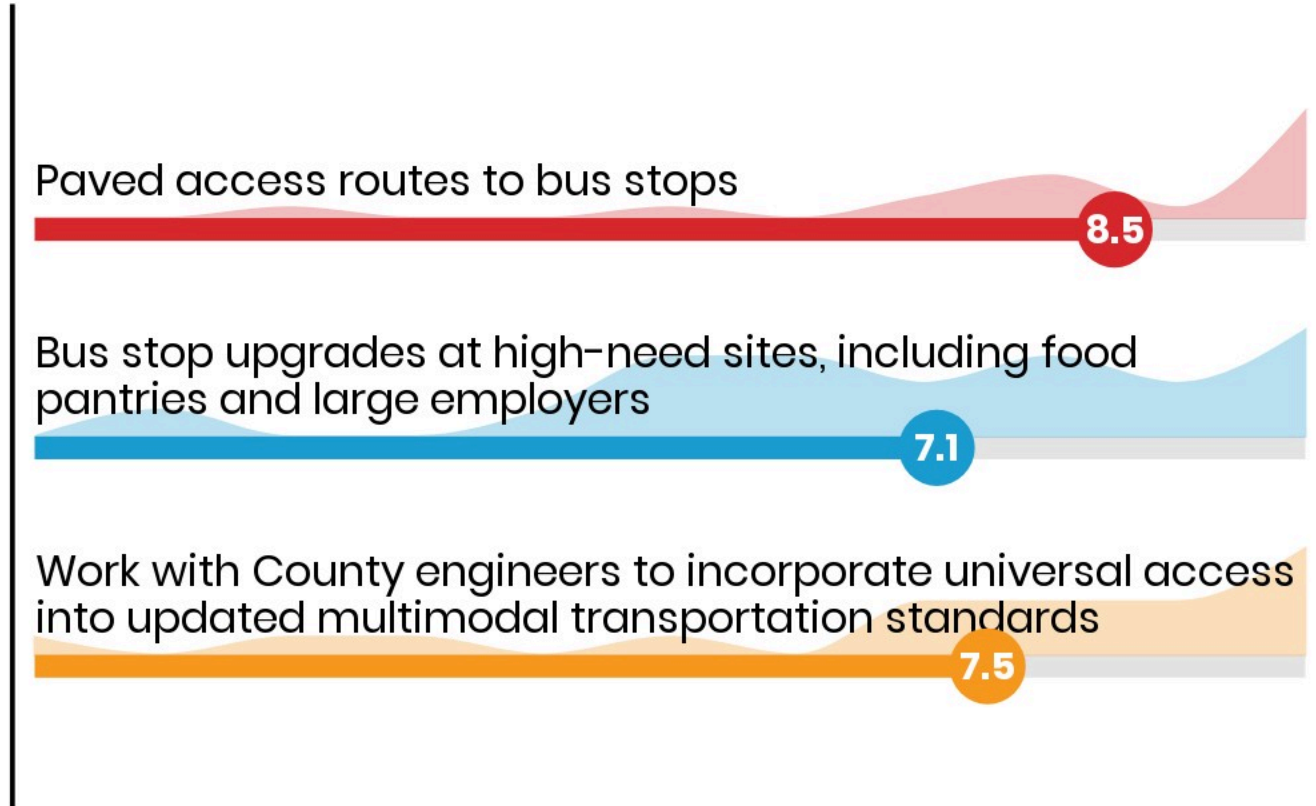 Paved access routes to bus stops
8.5
Bus stop upgrades at high-need sites, including food
pantries and large employers
7.1
Work with County engineers to incorporate universal access
into updated multimodal transportation standards
7.5